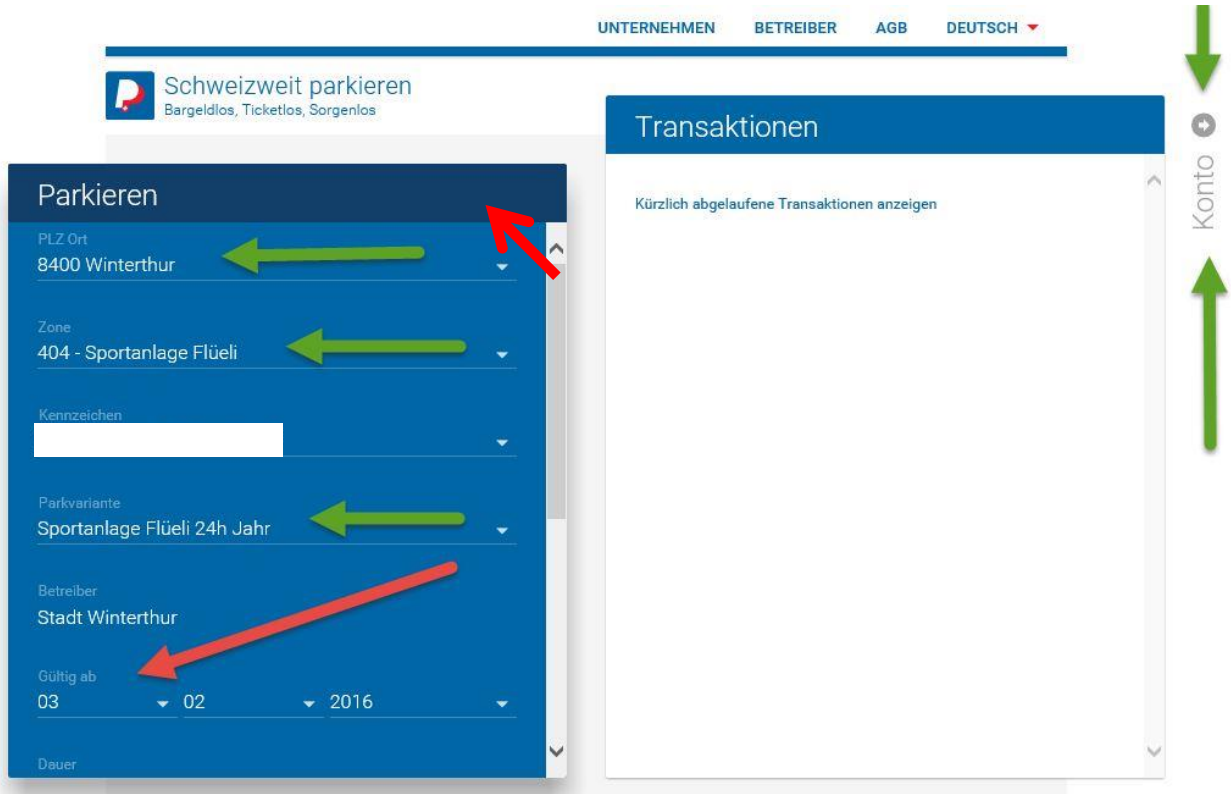 UNTERNEHMEN BETREIBER AGB DEUTSCH
Schweizweit parkieren
Bargeldlos, Ticketlos, Sorgenlos
Parkieren
PLZ Ort
8400 Winterthur
Zone
404 - Sportanlage Flüeli
Kennzeichen
Parkvariante
Sportanlage Flüeli 24h Jahr
Betreiber
Stadt Winterthur
Gültig ab
03 02 2016
Dauer
Transaktionen
Kürzlich abgelaufene Transaktionen anzeigen
Konto